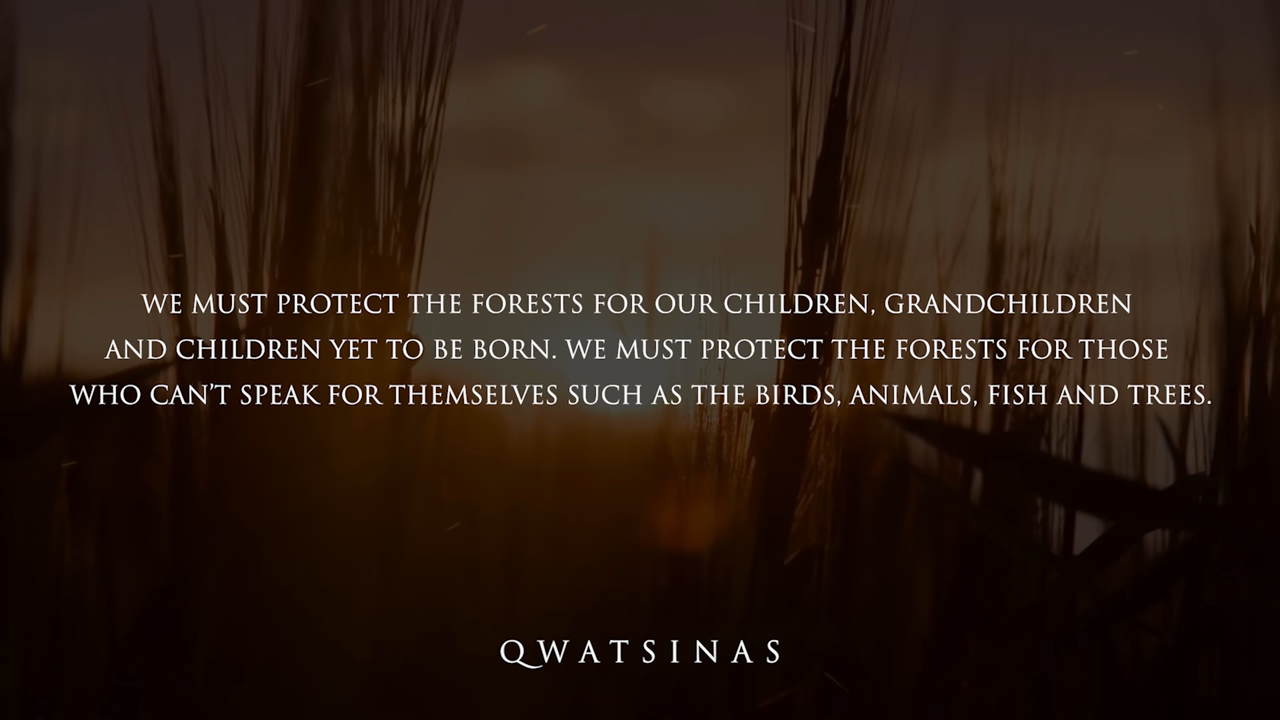 WE MUST PROTECT THE FORESTS FOR OUR CHILDREN, GRANDCHILDREN
AND CHILDREN YET TO BE BORN. WE MUST PROTECT THE FORESTS FOR THOSE
WHO CAN'T SPEAK FOR THEMSELVES SUCH AS THE BIRDS, ANIMALS, FISH AND TREES.
QWATSINAS